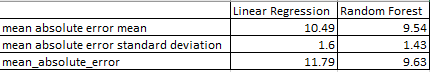 Linear Regression Random Forest
mean absolute error mean 10.49 9.54
mean absolute error standard deviation 1.6 1.43
mean_absolute_error 11.79 9.63